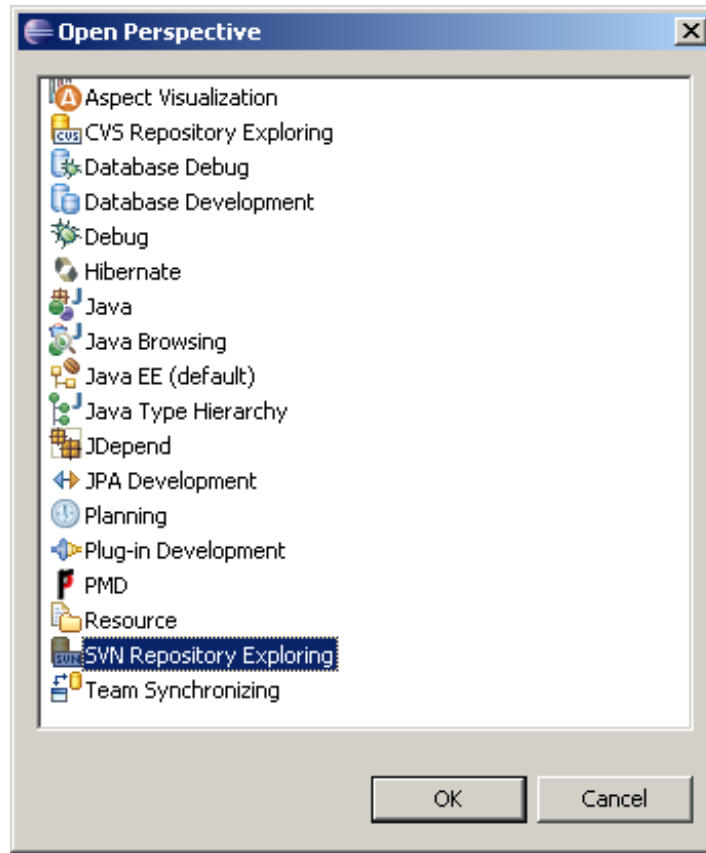 Open Perspective
Aspect Visualization
CVS Repository Exploring
Database Debug
Database Development
Debug
Hibernate
Java
Java Browsing
Java EE (default)
Java Type Hierarchy
JDepend
JPA Development
Planning
Plug-in Development
PMD
Resource
SVN Repository Exploring
Team Synchronizing
OK Cancel